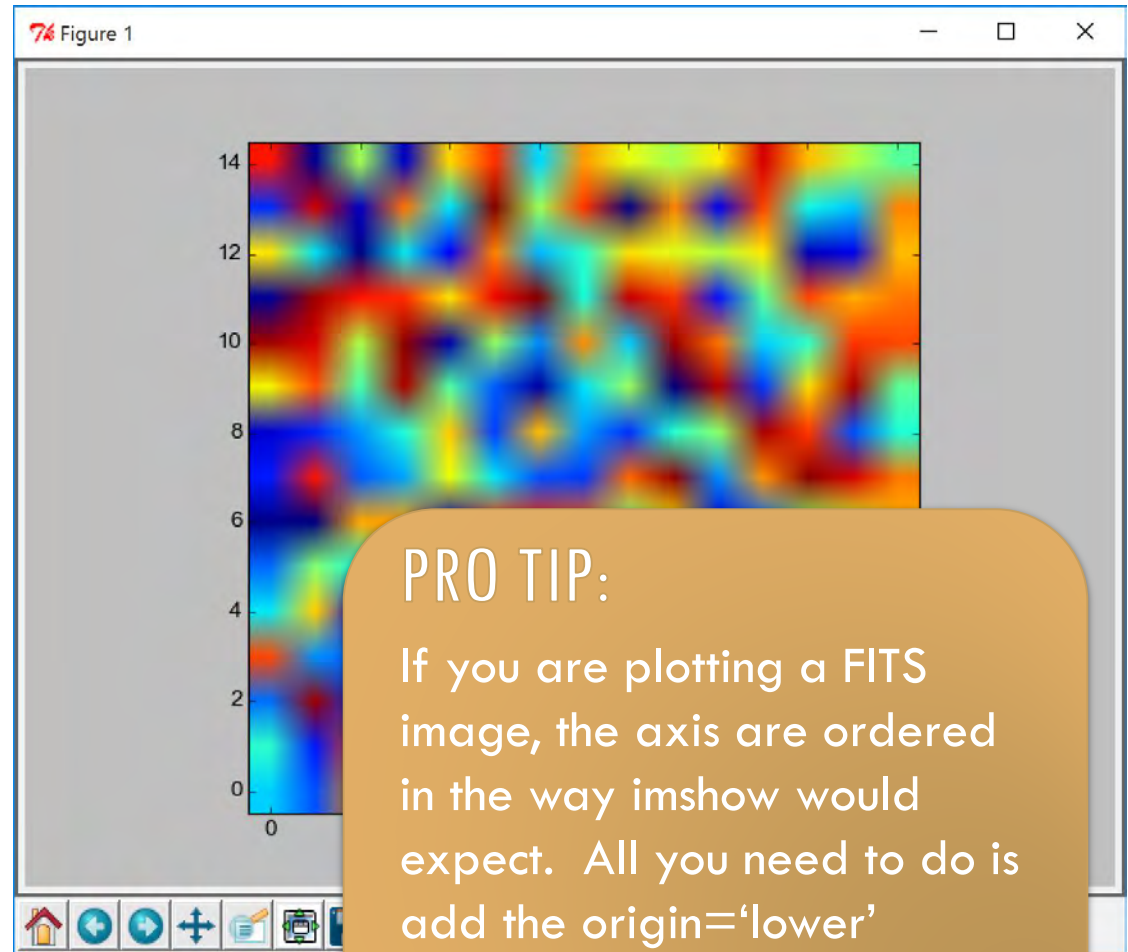 Figure 1
14
12
10
8
6
4
2
0
0
PRO TIP:
If you are plotting a FITS
image, the axis are ordered
in the way imshow would
expect.  All you need to do is
add the origin=‘lower’